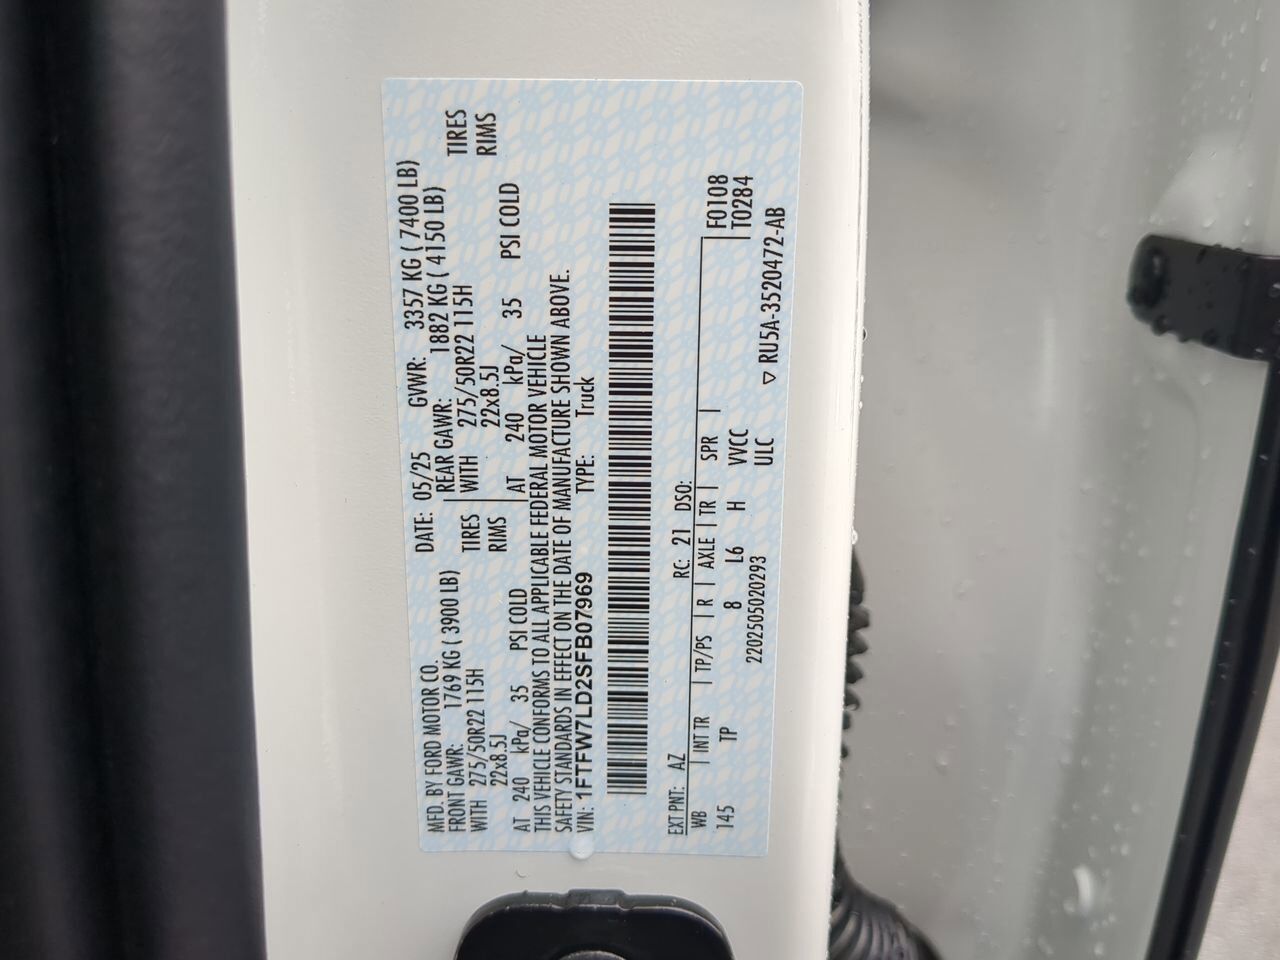 MFD. BY FORD MOTOR CO. DATE: 05/25 GVWR: 3357 KG ( 7400 LB)
FRONT GAWR: 1769 KG ( 3900 LB) REAR GAWR: 1882 KG ( 4150 LB)
WITH 275/50R22 115H TIRES WITH 275/50R22 115H TIRES
22x8.5J RIMS 22x8.5J RIMS
AT 240 kPa/ 35 PSI COLD AT 240 kPa/ 35 PSI COLD
THIS VEHICLE CONFORMS TO ALL APPLICABLE FEDERAL MOTOR VEHICLE
SAFETY STANDARDS IN EFFECT ON THE DATE OF MANUFACTURE SHOWN ABOVE.
VIN: 1FTFW7LD2SFB07969 TYPE: Truck
EXT PNT: AZ RC: 21 DSO:
WB INT TR TP/PS R AXLE TR SPR F0108
145 TP 8 L6 H VVCC T0284
2202505020293 ULC
▽ RU5A-3520472-AB